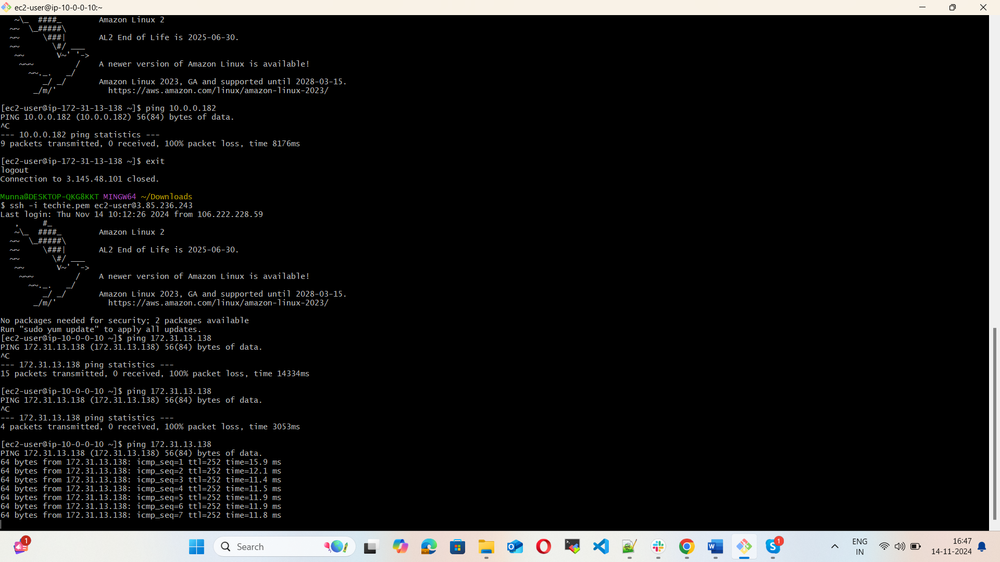 ec2-user@ip-10-0-0-10:~
~\_  ####_        Amazon Linux 2
~~  \_#####\
~~     \###|       AL2 End of Life is 2025-06-30.
~~       \#/ ___
~~       V~' '->
~~~         /    A newer version of Amazon Linux is available!
~~._.   _/
_/ _/       Amazon Linux 2023, GA and supported until 2028-03-15.
_/m/'           https://aws.amazon.com/linux/amazon-linux-2023/
[ec2-user@ip-172-31-13-138 ~]$ ping 10.0.0.182
PING 10.0.0.182 (10.0.0.182) 56(84) bytes of data.
^C
--- 10.0.0.182 ping statistics ---
9 packets transmitted, 0 received, 100% packet loss, time 8176ms
[ec2-user@ip-172-31-13-138 ~]$ exit
logout
Connection to 3.145.48.101 closed.
Munna@DESKTOP-QKG8KKT MINGW64 ~/Downloads
$ ssh -i techie.pem ec2-user@3.85.236.243
Last login: Thu Nov 14 10:12:26 2024 from 106.222.228.59
,     #_
~\_  ####_        Amazon Linux 2
~~  \_#####\
~~     \###|       AL2 End of Life is 2025-06-30.
~~       \#/ ___
~~       V~' '->
~~~         /    A newer version of Amazon Linux is available!
~~._.   _/
_/ _/       Amazon Linux 2023, GA and supported until 2028-03-15.
_/m/'           https://aws.amazon.com/linux/amazon-linux-2023/
No packages needed for security; 2 packages available
Run "sudo yum update" to apply all updates.
[ec2-user@ip-10-0-0-10 ~]$ ping 172.31.13.138
PING 172.31.13.138 (172.31.13.138) 56(84) bytes of data.
^C
--- 172.31.13.138 ping statistics ---
15 packets transmitted, 0 received, 100% packet loss, time 14334ms
[ec2-user@ip-10-0-0-10 ~]$ ping 172.31.13.138
PING 172.31.13.138 (172.31.13.138) 56(84) bytes of data.
^C
--- 172.31.13.138 ping statistics ---
4 packets transmitted, 0 received, 100% packet loss, time 3053ms
[ec2-user@ip-10-0-0-10 ~]$ ping 172.31.13.138
PING 172.31.13.138 (172.31.13.138) 56(84) bytes of data.
64 bytes from 172.31.13.138: icmp_seq=1 ttl=252 time=15.9 ms
64 bytes from 172.31.13.138: icmp_seq=2 ttl=252 time=12.1 ms
64 bytes from 172.31.13.138: icmp_seq=3 ttl=252 time=11.4 ms
64 bytes from 172.31.13.138: icmp_seq=4 ttl=252 time=11.5 ms
64 bytes from 172.31.13.138: icmp_seq=5 ttl=252 time=11.9 ms
64 bytes from 172.31.13.138: icmp_seq=6 ttl=252 time=11.9 ms
64 bytes from 172.31.13.138: icmp_seq=7 ttl=252 time=11.8 ms
1
Search
1
ENG
IN
16:47
14-11-2024